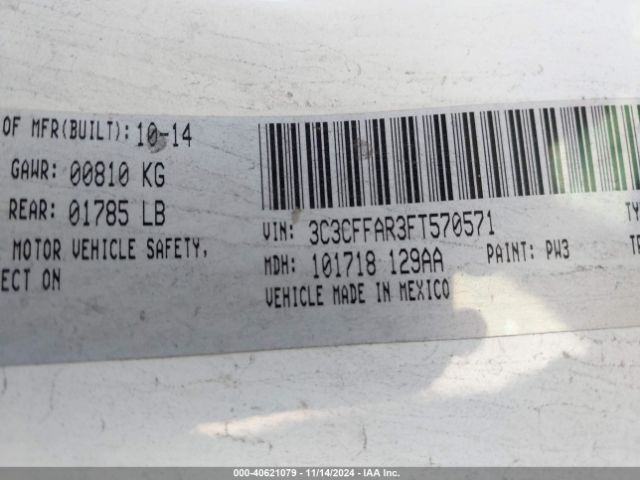 OF MFR(BUILT): 10-14
GAWR: 00810 KG
REAR: 01785 LB
MOTOR VEHICLE SAFETY,
ECT ON
VIN: 3C3CFFAR3FT570571
TY
MDH: 101718 129AA
PAINT: PW3
VEHICLE MADE IN MEXICO
000-40621079 - 11/14/2024 - IAA Inc.